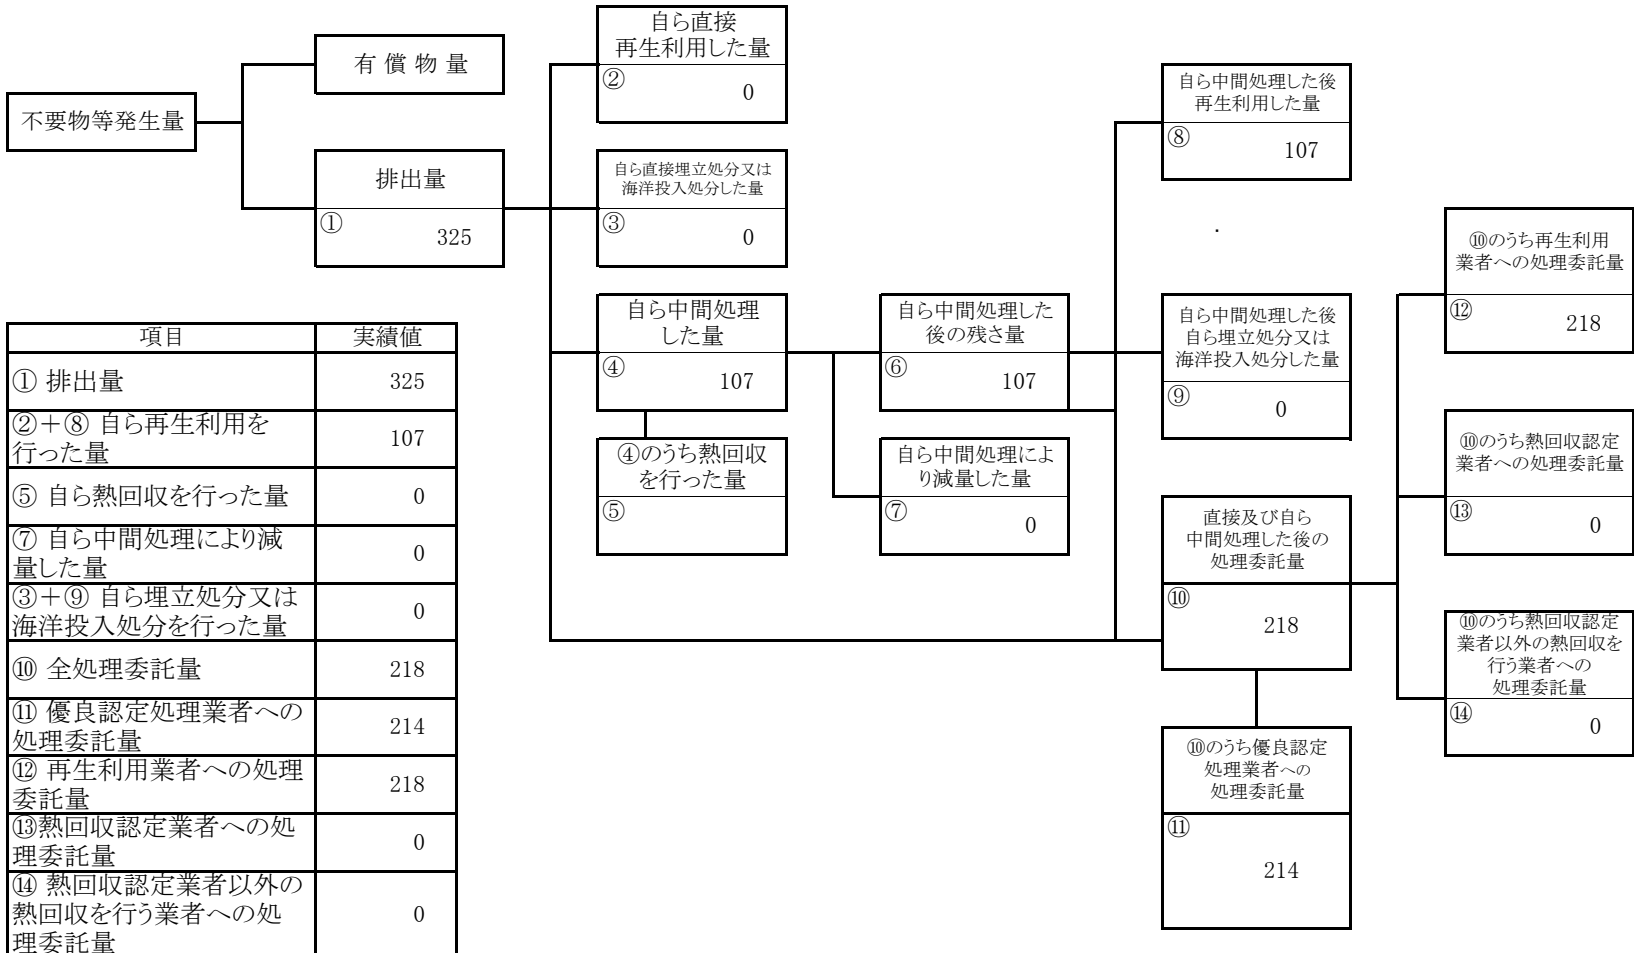 不要物等発生量
有 償 物 量
排出量
①
325
自ら直接
再生利用した量
②
0
自ら直接埋立処分又は
海洋投入処分した量
③
0
自ら中間処理
した量
④
107
④のうち熱回収
を行った量
⑤
自ら中間処理した
後の残さ量
⑥
107
自ら中間処理によ
り減量した量
⑦
0
自ら中間処理した後
再生利用した量
⑧
107
.
自ら中間処理した後
自ら埋立処分又は
海洋投入処分した量
⑨
0
直接及び自ら
中間処理した後の
処理委託量
⑩
218
⑩のうち優良認定
処理業者への
処理委託量
⑪
214
⑩のうち再生利用
業者への処理委託量
⑫
218
⑩のうち熱回収認定
業者への処理委託量
⑬
0
⑩のうち熱回収認定
業者以外の熱回収を
行う業者への
処理委託量
⑭
0
項目 実績値
① 排出量 325
②＋⑧ 自ら再生利用を
行った量 107
⑤ 自ら熱回収を行った量 0
⑦ 自ら中間処理により減
量した量 0
③＋⑨ 自ら埋立処分又は
海洋投入処分を行った量 0
⑩ 全処理委託量 218
⑪ 優良認定処理業者への
処理委託量 214
⑫ 再生利用業者への処理
委託量 218
⑬熱回収認定業者への処
理委託量 0
⑭ 熱回収認定業者以外の
熱回収を行う業者への処 0
理委託量